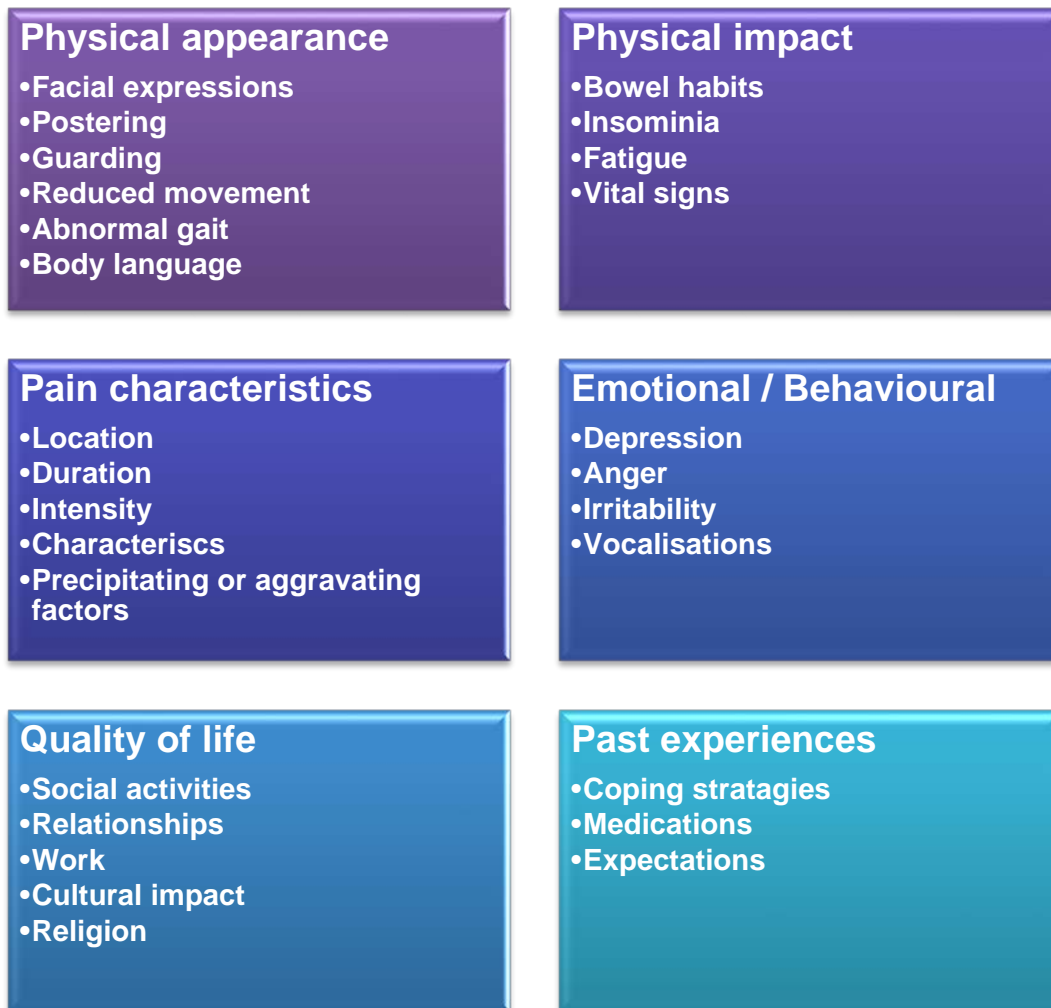 Physical appearance
•Facial expressions
•Postering
•Guarding
•Reduced movement
•Abnormal gait
•Body language
Physical impact
•Bowel habits
•Insominia
•Fatigue
•Vital signs
Pain characteristics
•Location
•Duration
•Intensity
•Characteriscs
•Precipitating or aggravating
factors
Emotional / Behavioural
•Depression
•Anger
•Irritability
•Vocalisations
Quality of life
•Social activities
•Relationships
•Work
•Cultural impact
•Religion
Past experiences
•Coping stratagies
•Medications
•Expectations